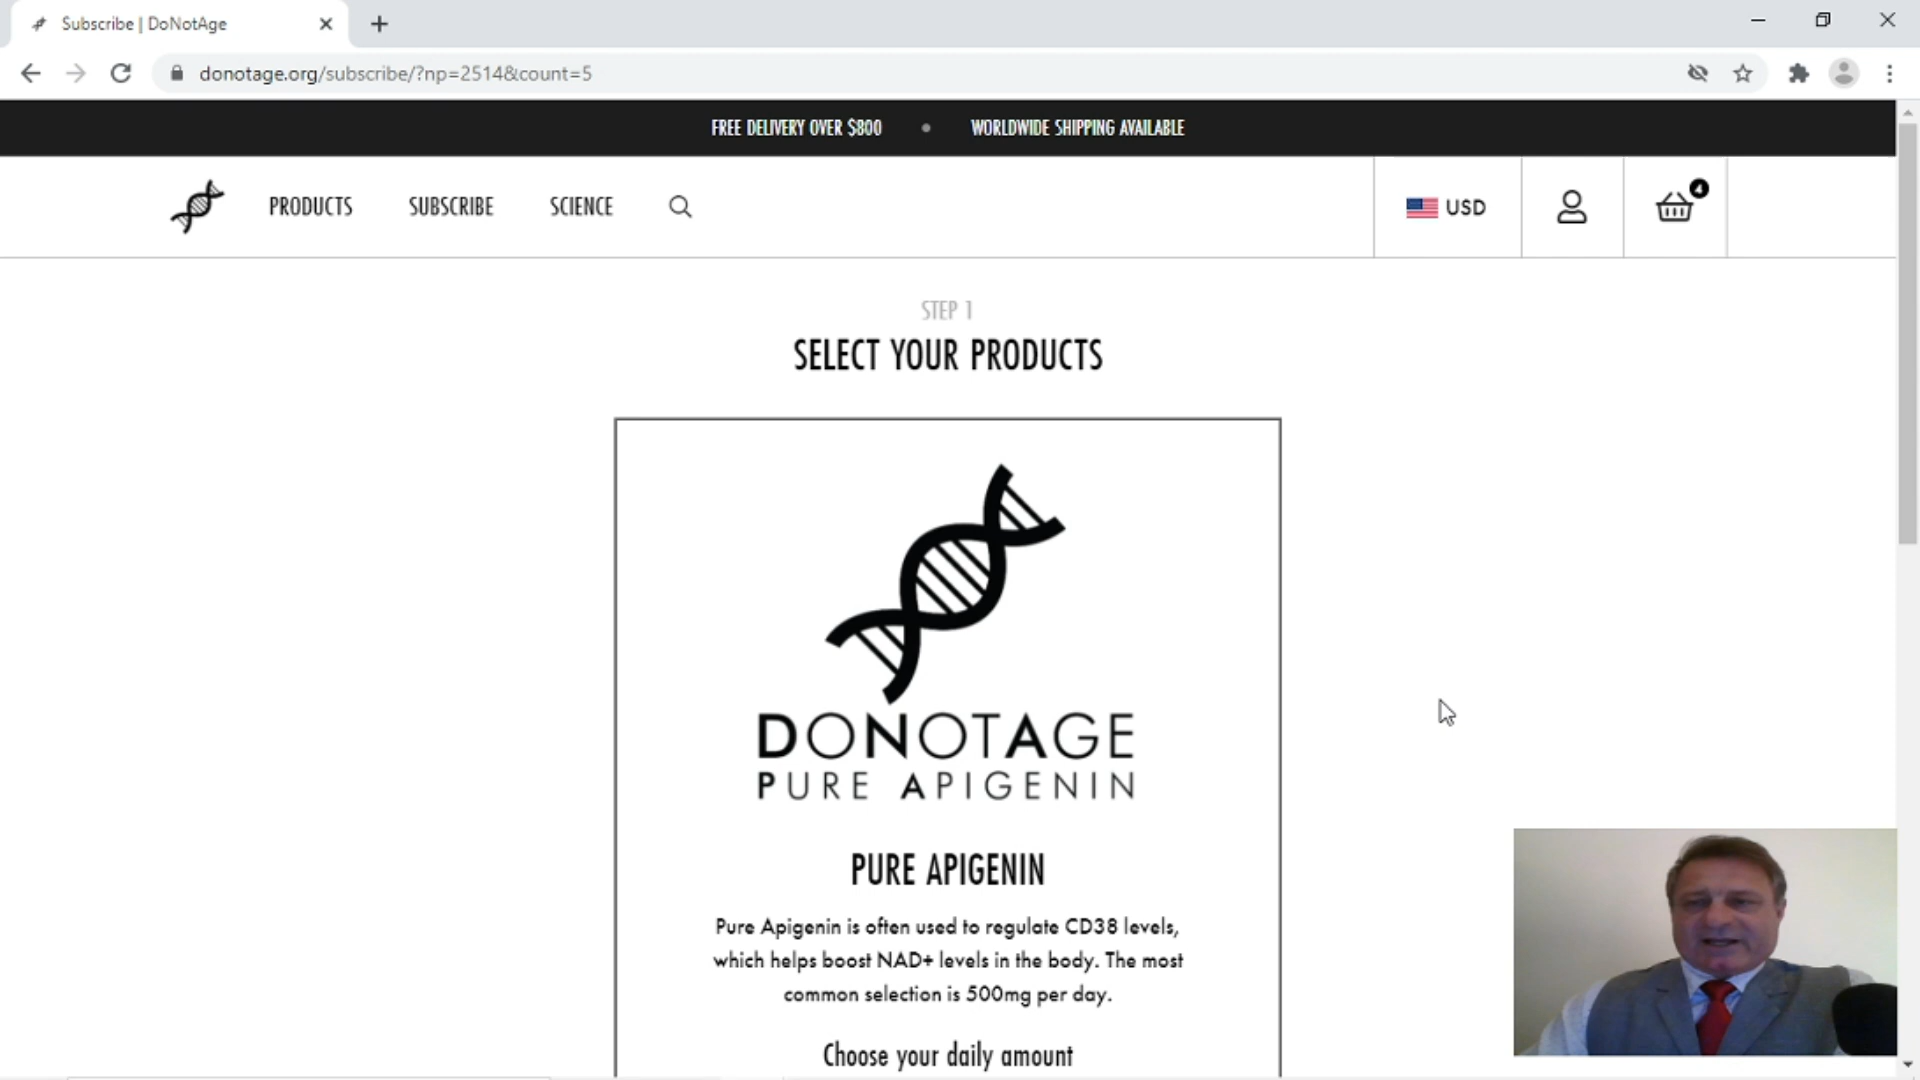 Subscribe | DoNotAge
donotage.org/subscribe/?np=2514&count=5
FREE DELIVERY OVER $800 • WORLDWIDE SHIPPING AVAILABLE
PRODUCTS SUBSCRIBE SCIENCE USD 4
STEP 1
SELECT YOUR PRODUCTS
DONOTAGE
PURE APIGENIN
PURE APIGENIN
Pure Apigenin is often used to regulate CD38 levels,
which helps boost NAD+ levels in the body. The most
common selection is 500mg per day.
Choose your daily amount